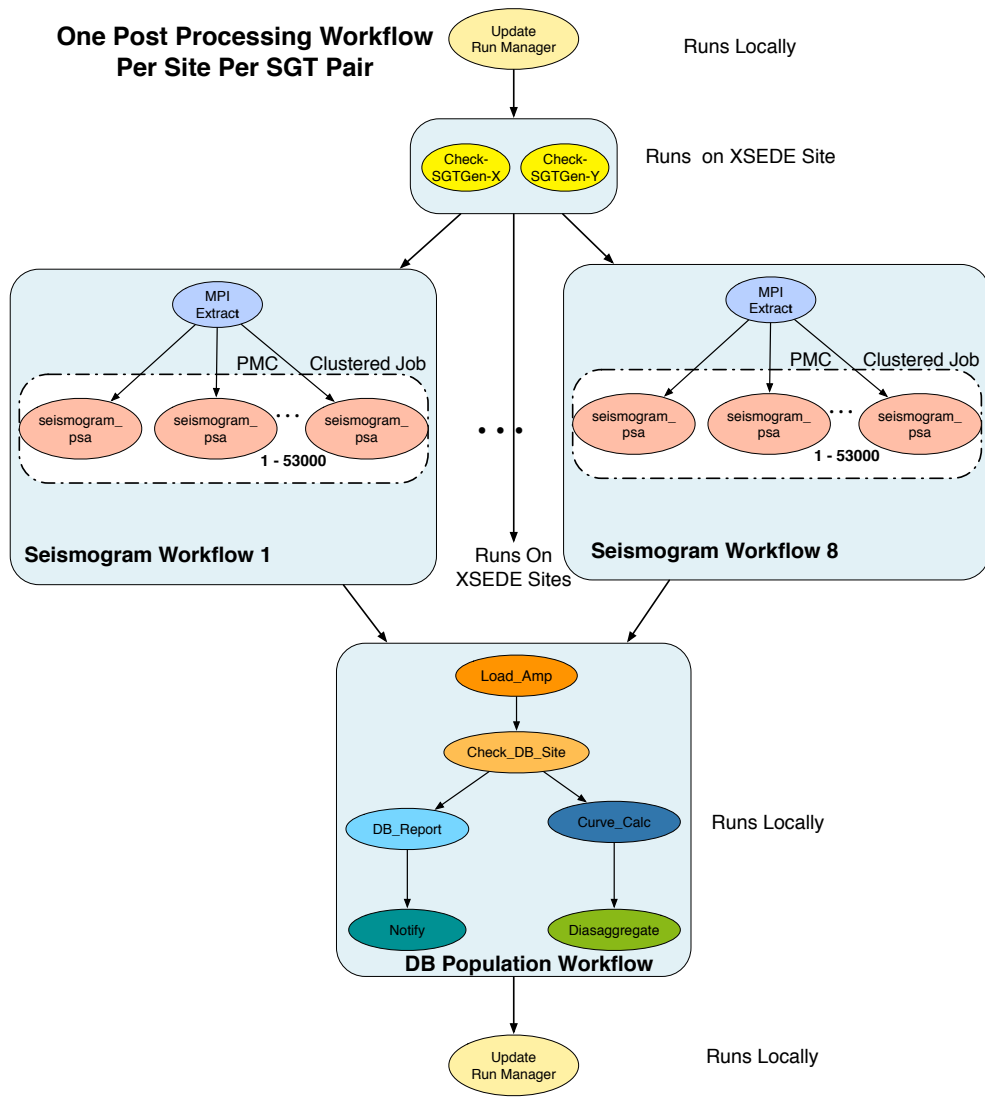 One Post Processing Workflow
Per Site Per SGT Pair
Update
Run Manager
Runs Locally
Check-
SGTGen-X
Check-
SGTGen-Y
Runs on XSEDE Site
MPI
Extract
PMC
Clustered Job
seismogram_
psa
seismogram_
psa
...
seismogram_
psa
1 - 53000
Seismogram Workflow 1
...
Runs On
XSEDE Sites
MPI
Extract
PMC
Clustered Job
seismogram_
psa
seismogram_
psa
...
seismogram_
psa
1 - 53000
Seismogram Workflow 8
Load_Amp
Check_DB_Site
DB_Report
Curve_Calc
Runs Locally
Notify
Diasaggregate
DB Population Workflow
Update
Run Manager
Runs Locally